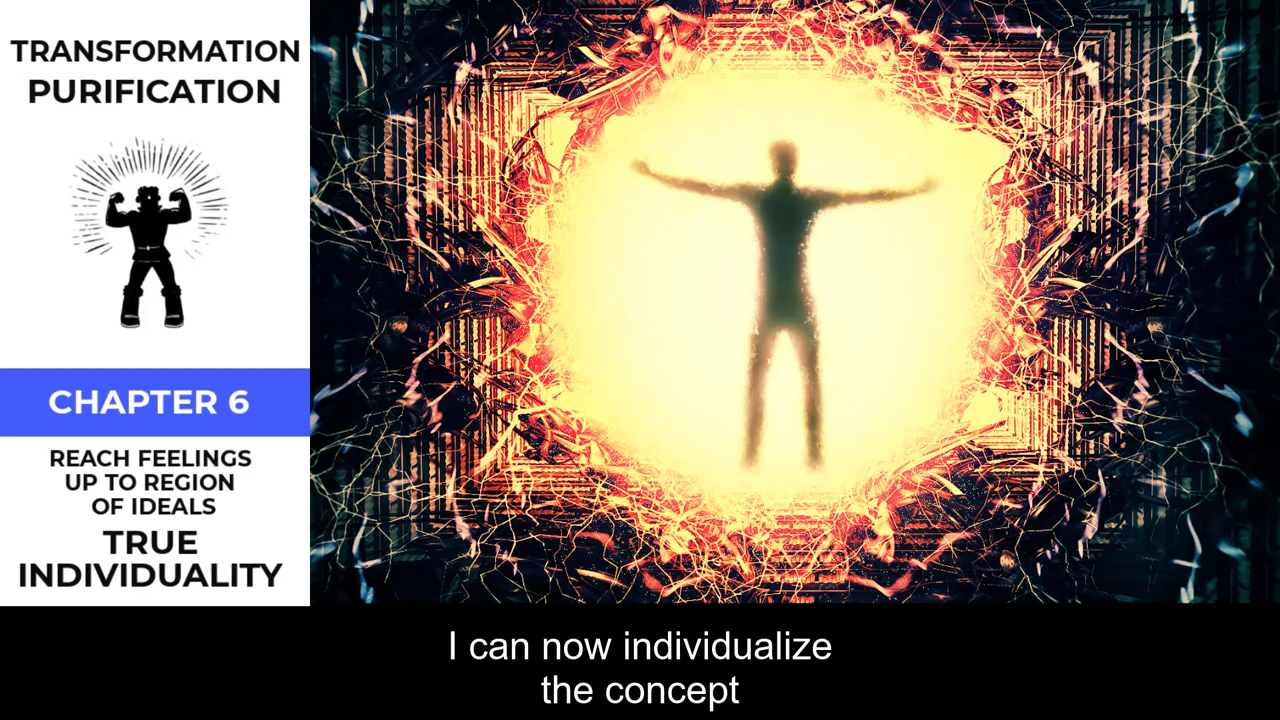 TRANSFORMATION
PURIFICATION
CHAPTER 6
REACH FEELINGS
UP TO REGION
OF IDEALS
TRUE
INDIVIDUALITY
I can now individualize
the concept